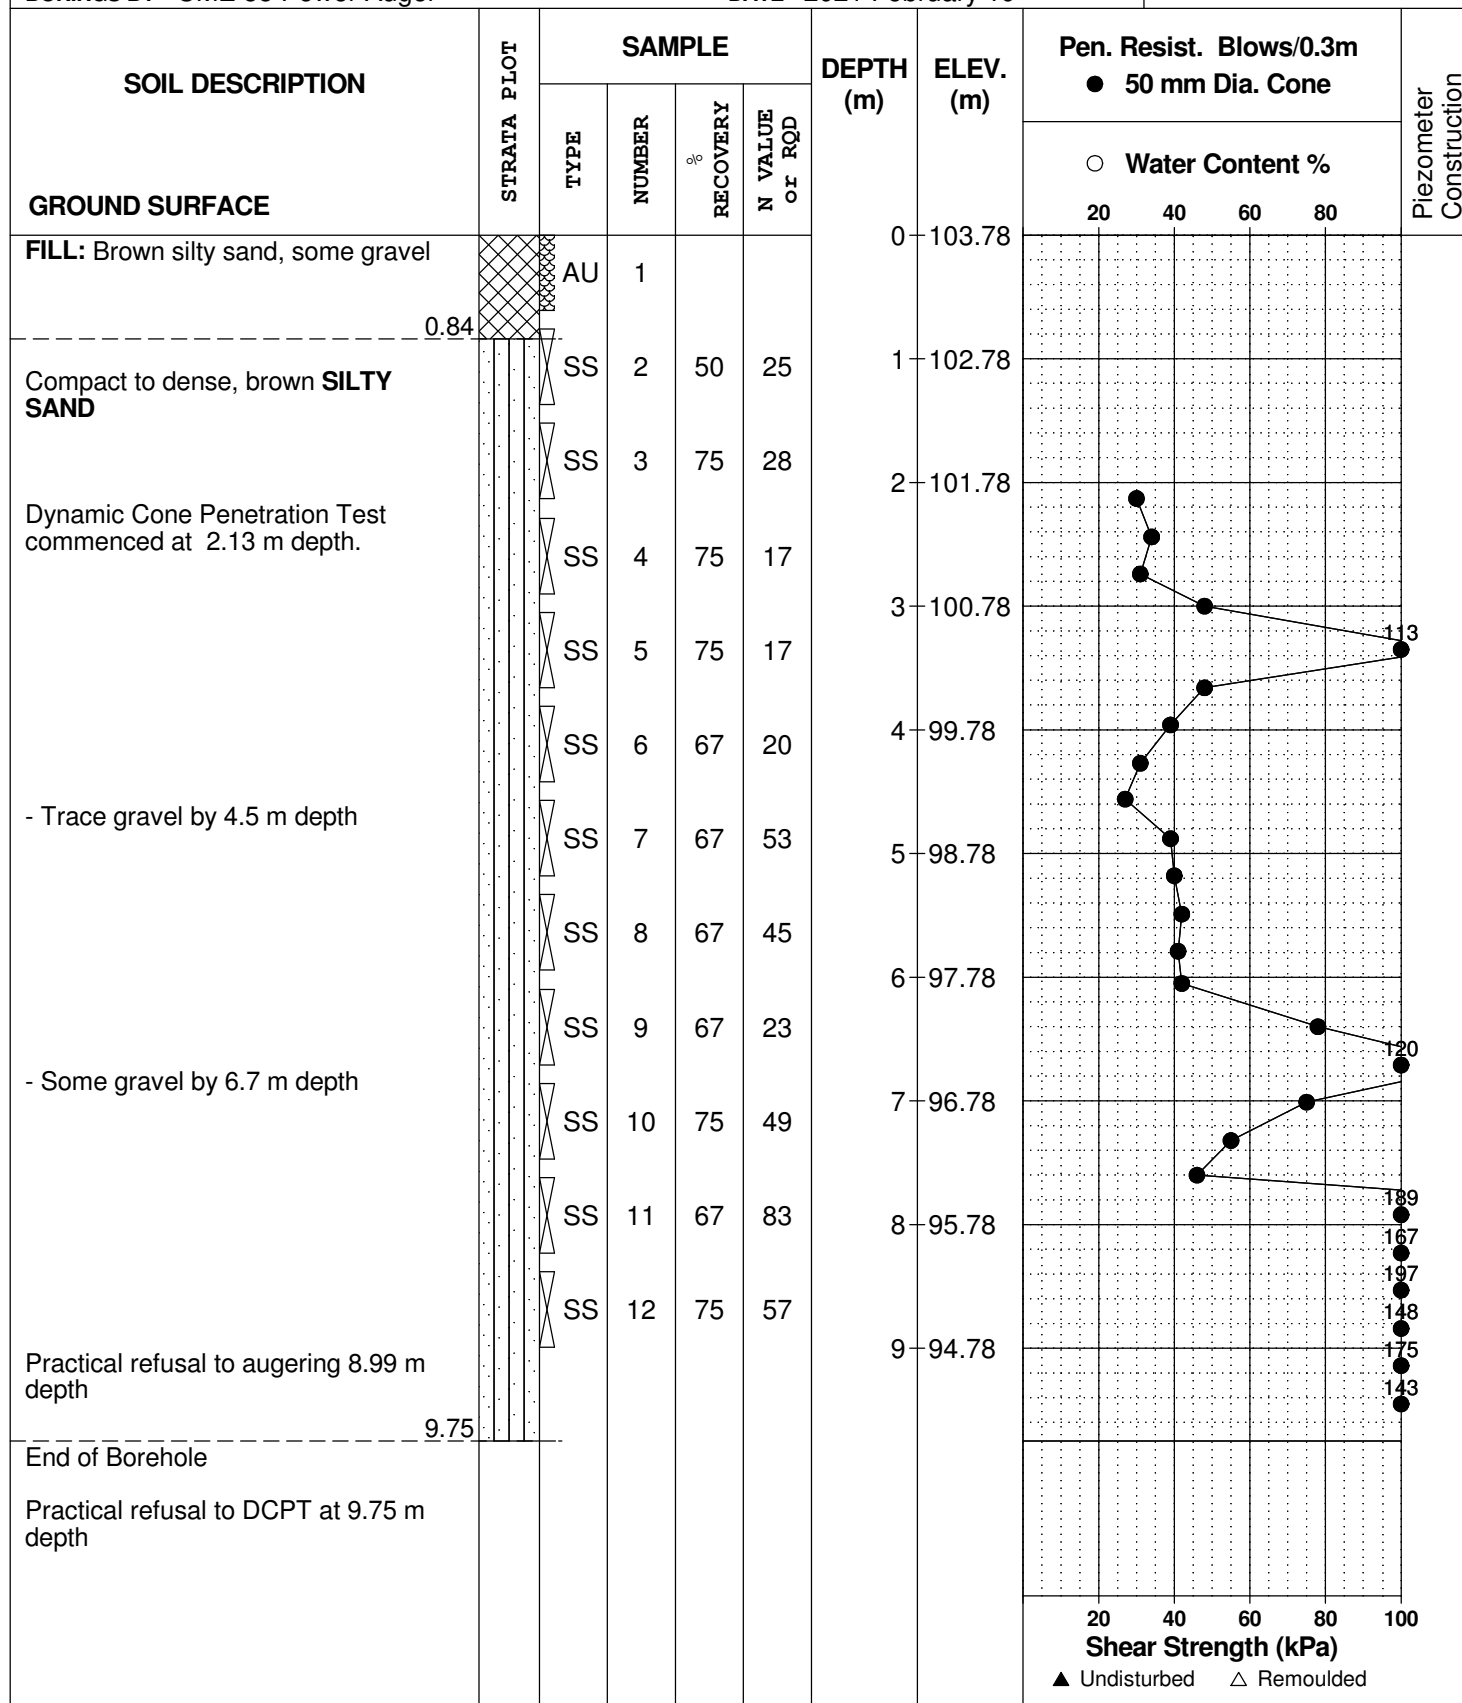 SOIL DESCRIPTION
GROUND SURFACE
STRATA PLOT
SAMPLE
TYPE
NUMBER
% RECOVERY
N VALUE or RQD
DEPTH (m)
ELEV. (m)
Pen. Resist. Blows/0.3m
● 50 mm Dia. Cone
○ Water Content %
20 40 60 80
Piezometer Construction
FILL: Brown silty sand, some gravel
0.84
Compact to dense, brown SILTY
SAND
Dynamic Cone Penetration Test
commenced at 2.13 m depth.
- Trace gravel by 4.5 m depth
- Some gravel by 6.7 m depth
Practical refusal to augering 8.99 m
depth
9.75
End of Borehole
Practical refusal to DCPT at 9.75 m
depth
AU 1
SS 2 50 25
SS 3 75 28
SS 4 75 17
SS 5 75 17
SS 6 67 20
SS 7 67 53
SS 8 67 45
SS 9 67 23
SS 10 75 49
SS 11 67 83
SS 12 75 57
0 103.78
1 102.78
2 101.78
3 100.78
4 99.78
5 98.78
6 97.78
7 96.78
8 95.78
9 94.78
113
120
189
167
197
148
175
143
20 40 60 80 100
Shear Strength (kPa)
▲ Undisturbed △ Remoulded